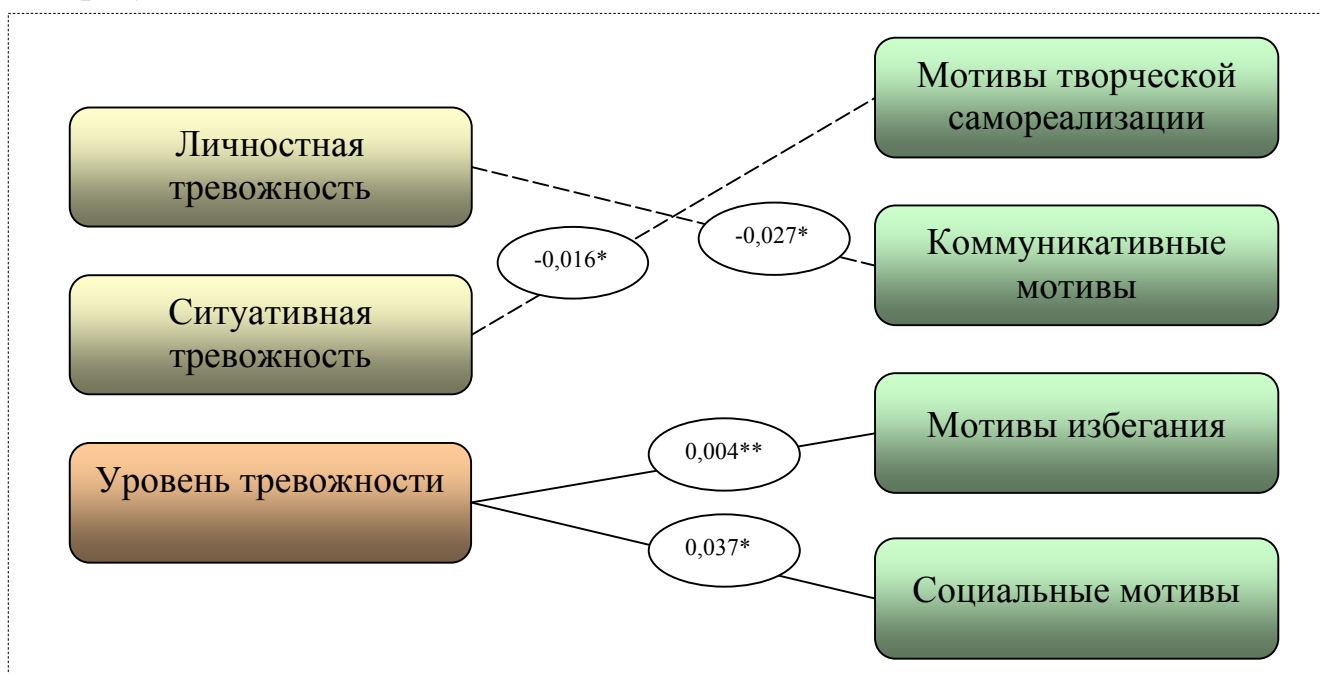 Личностная
тревожность
Ситуативная
тревожность
Уровень тревожности
-0,016*
-0,027*
0,004**
0,037*
Мотивы творческой
самореализации
Коммуникативные
мотивы
Мотивы избегания
Социальные мотивы